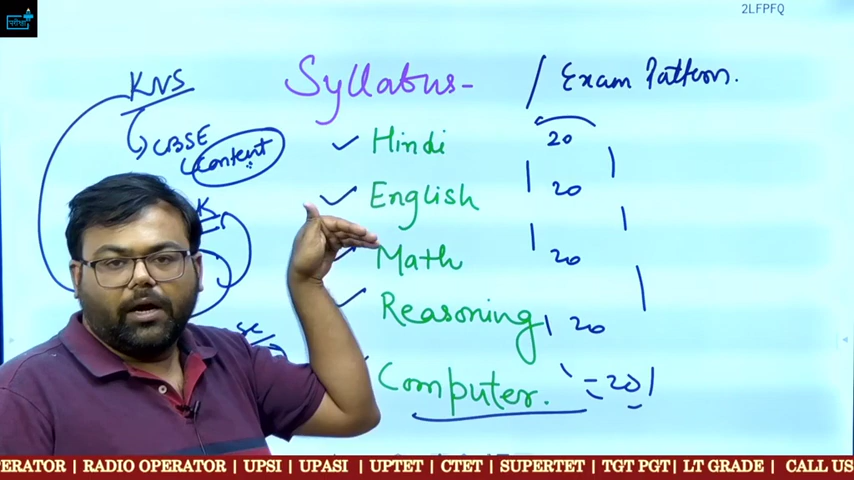 2LFPFQ
परीक्षा
KVS
Syllabus-
/ Exam Pattern.
CBSE
content
Hindi 20
English 20
K
Math 20
Reasoning 20
Computer. = 20
ERATOR | RADIO OPERATOR | UPSI | UPASI | UPTET | CTET | SUPERTET | TGT PGT | LT GRADE | CALL US